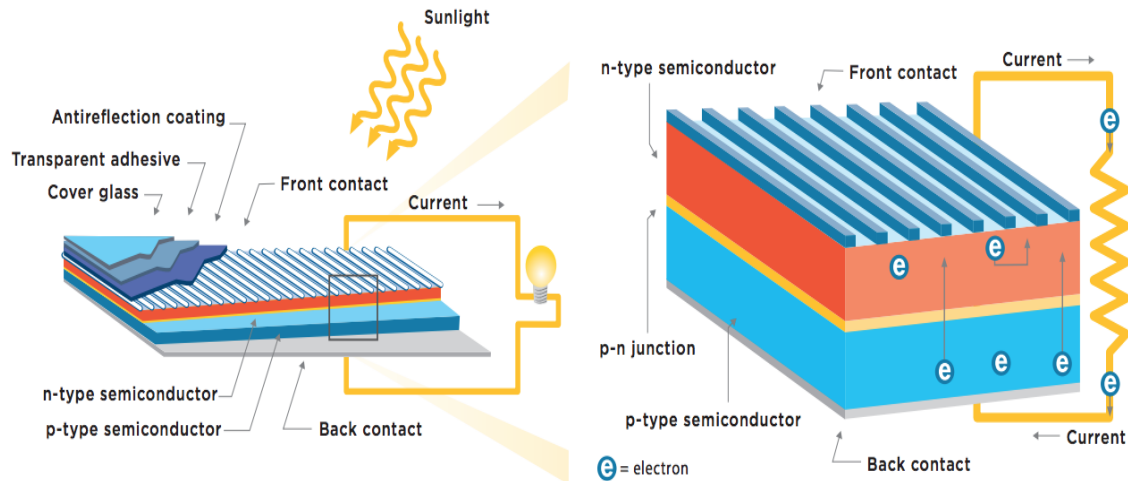 Sunlight
Antireflection coating
Transparent adhesive
Cover glass
Front contact
Current
n-type semiconductor
p-type semiconductor
Back contact
n-type semiconductor
Front contact
Current
e
e
e
p-n junction
e
e
e
e
p-type semiconductor
Current
Back contact
e = electron